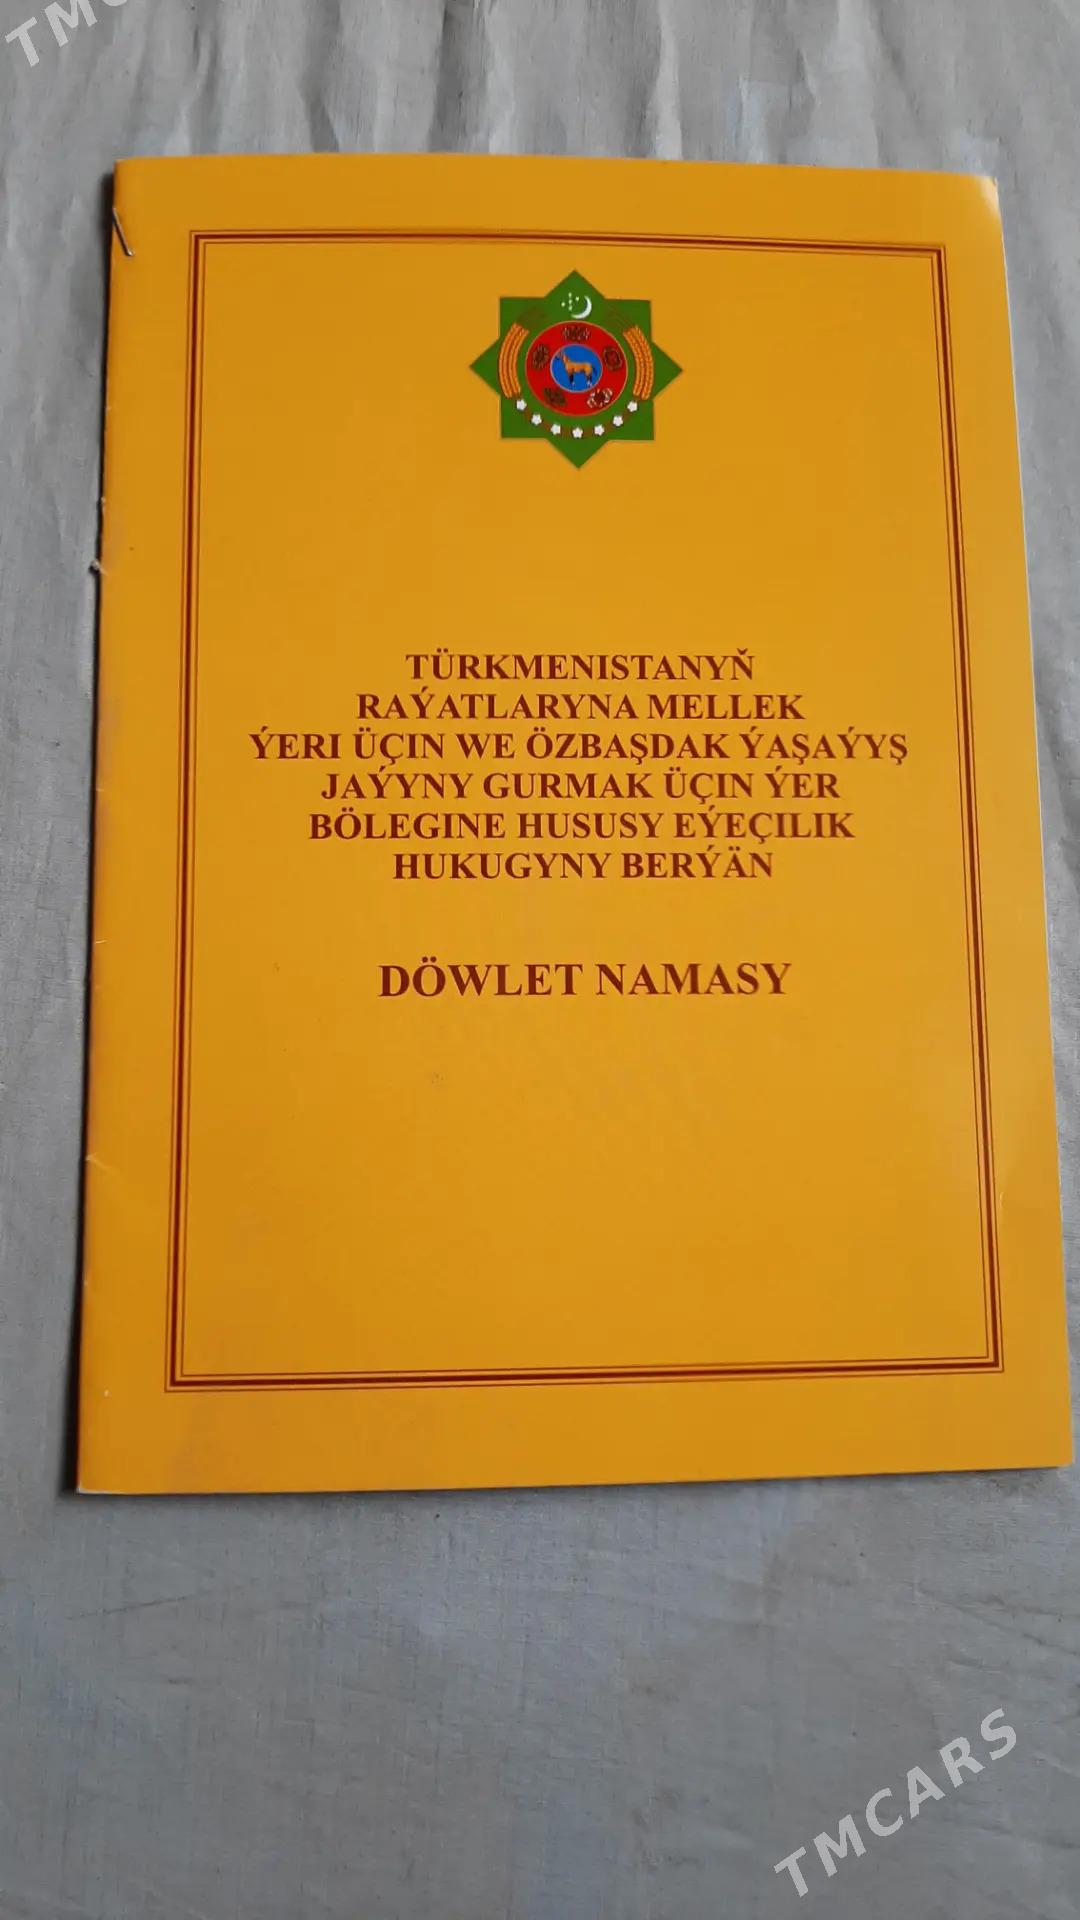 TMC
TÜRKMENISTANYŇ
RAÝATLARYNA MELLEK
ÝERI ÜÇIN WE ÖZBAŞDAK ÝAŞAÝYŞ
JAÝYNY GURMAK ÜÇIN ÝER
BÖLEGINE HUSUSY EÝEÇILIK
HUKUGYNY BERÝÄN
DÖWLET NAMASY
TMCARS